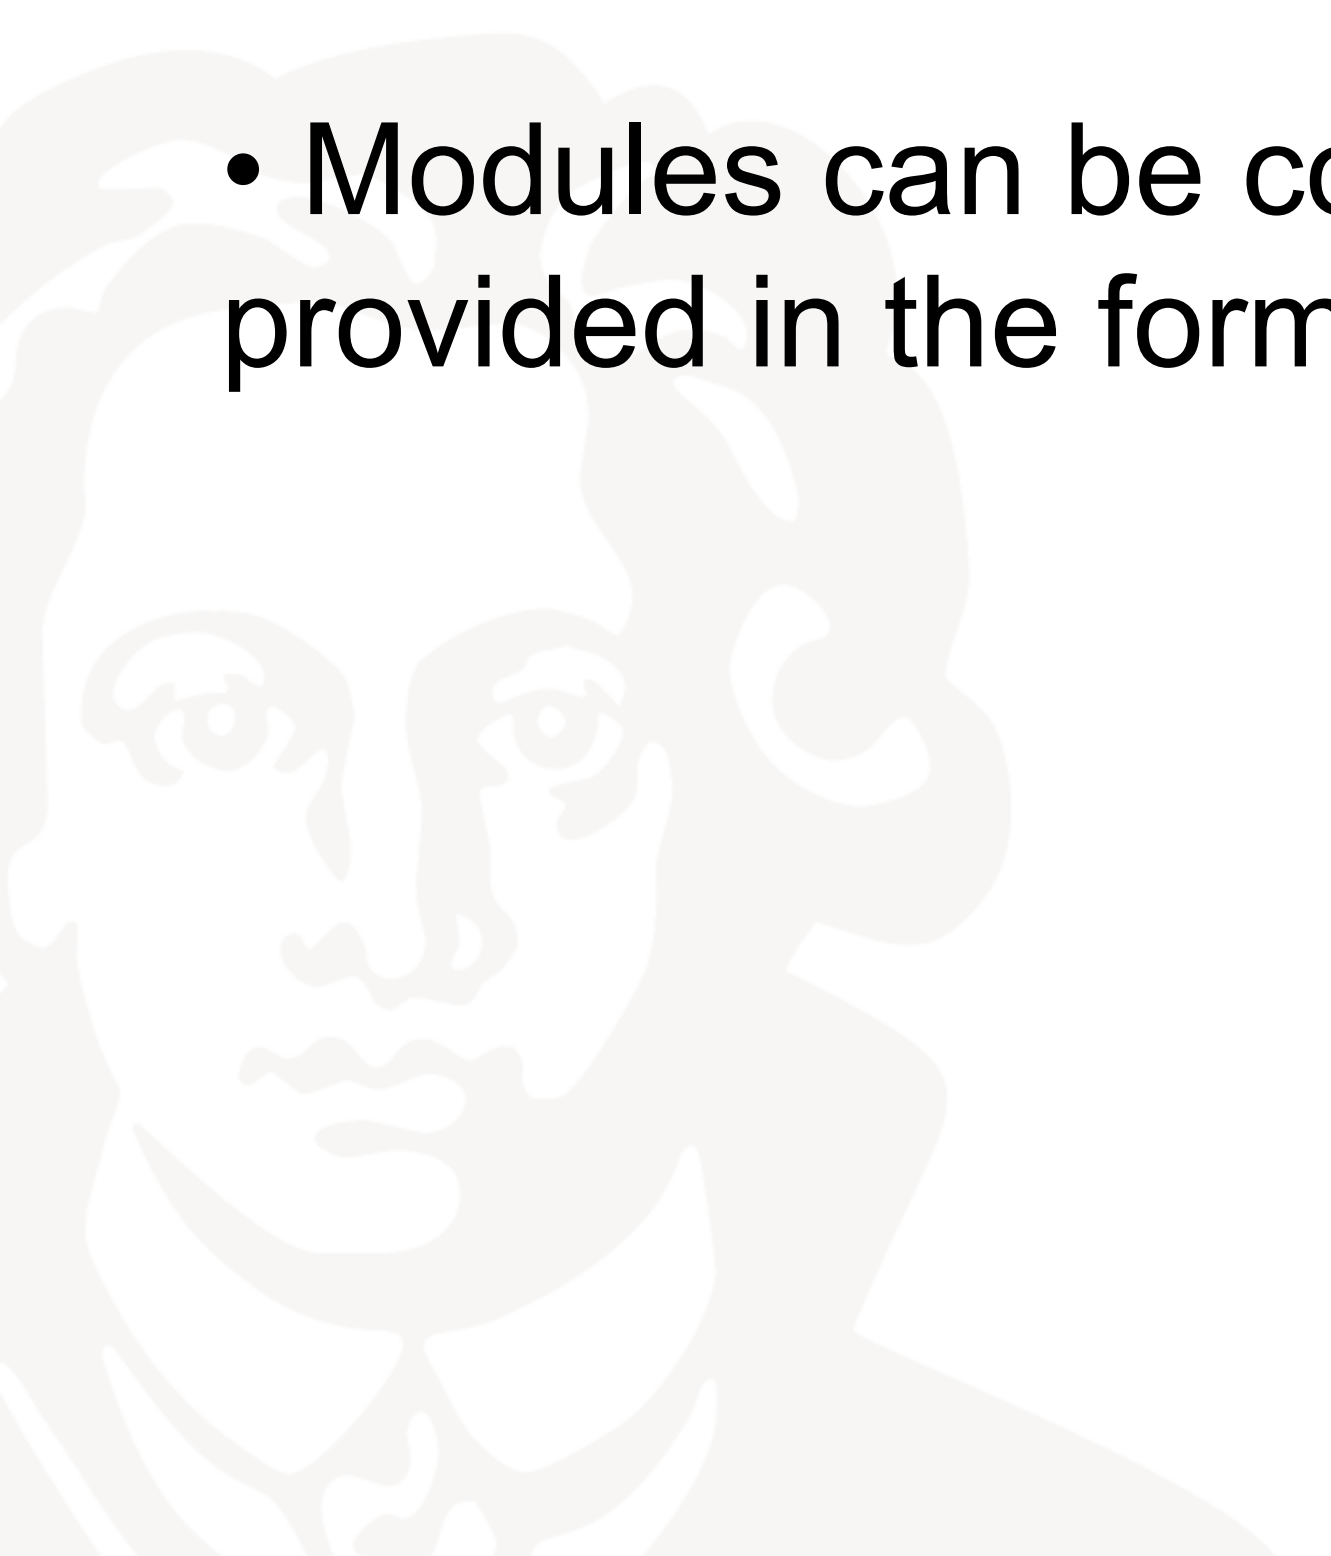 • Modules can be co
provided in the form